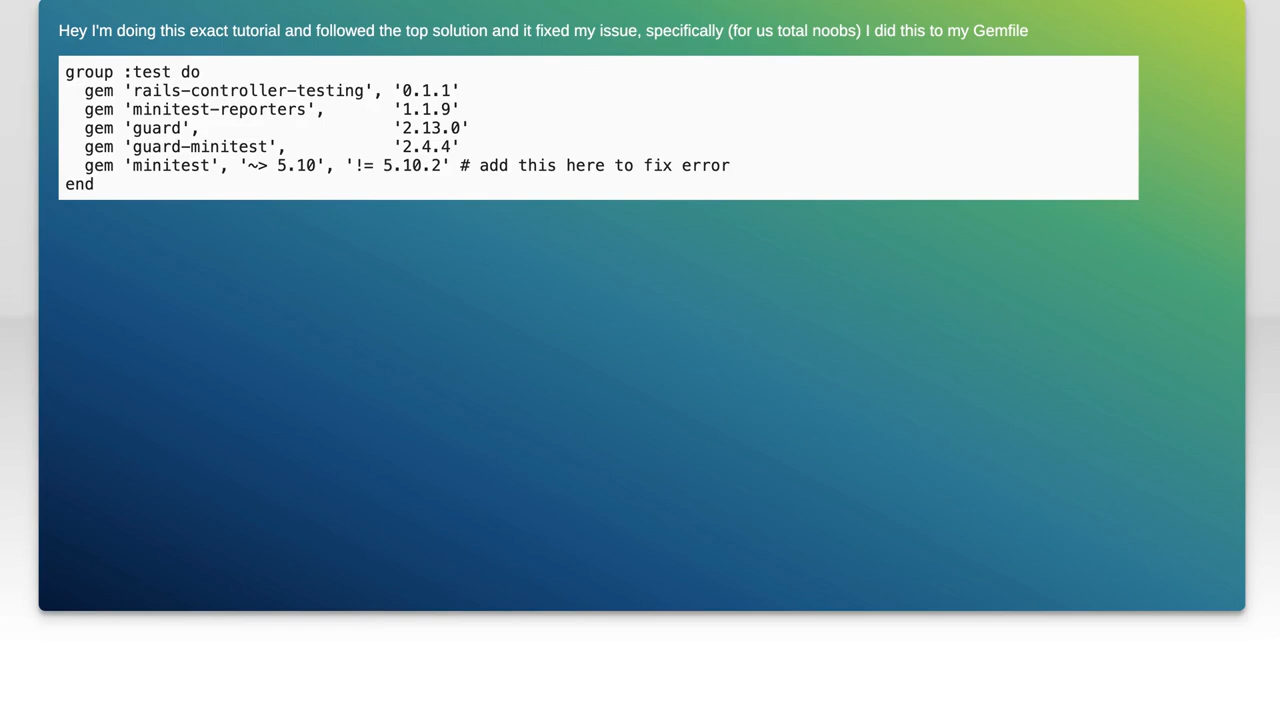 Hey I'm doing this exact tutorial and followed the top solution and it fixed my issue, specifically (for us total noobs) I did this to my Gemfile
group :test do
  gem 'rails-controller-testing', '0.1.1'
  gem 'minitest-reporters',       '1.1.9'
  gem 'guard',                    '2.13.0'
  gem 'guard-minitest',           '2.4.4'
  gem 'minitest', '~> 5.10', '!= 5.10.2' # add this here to fix error
end